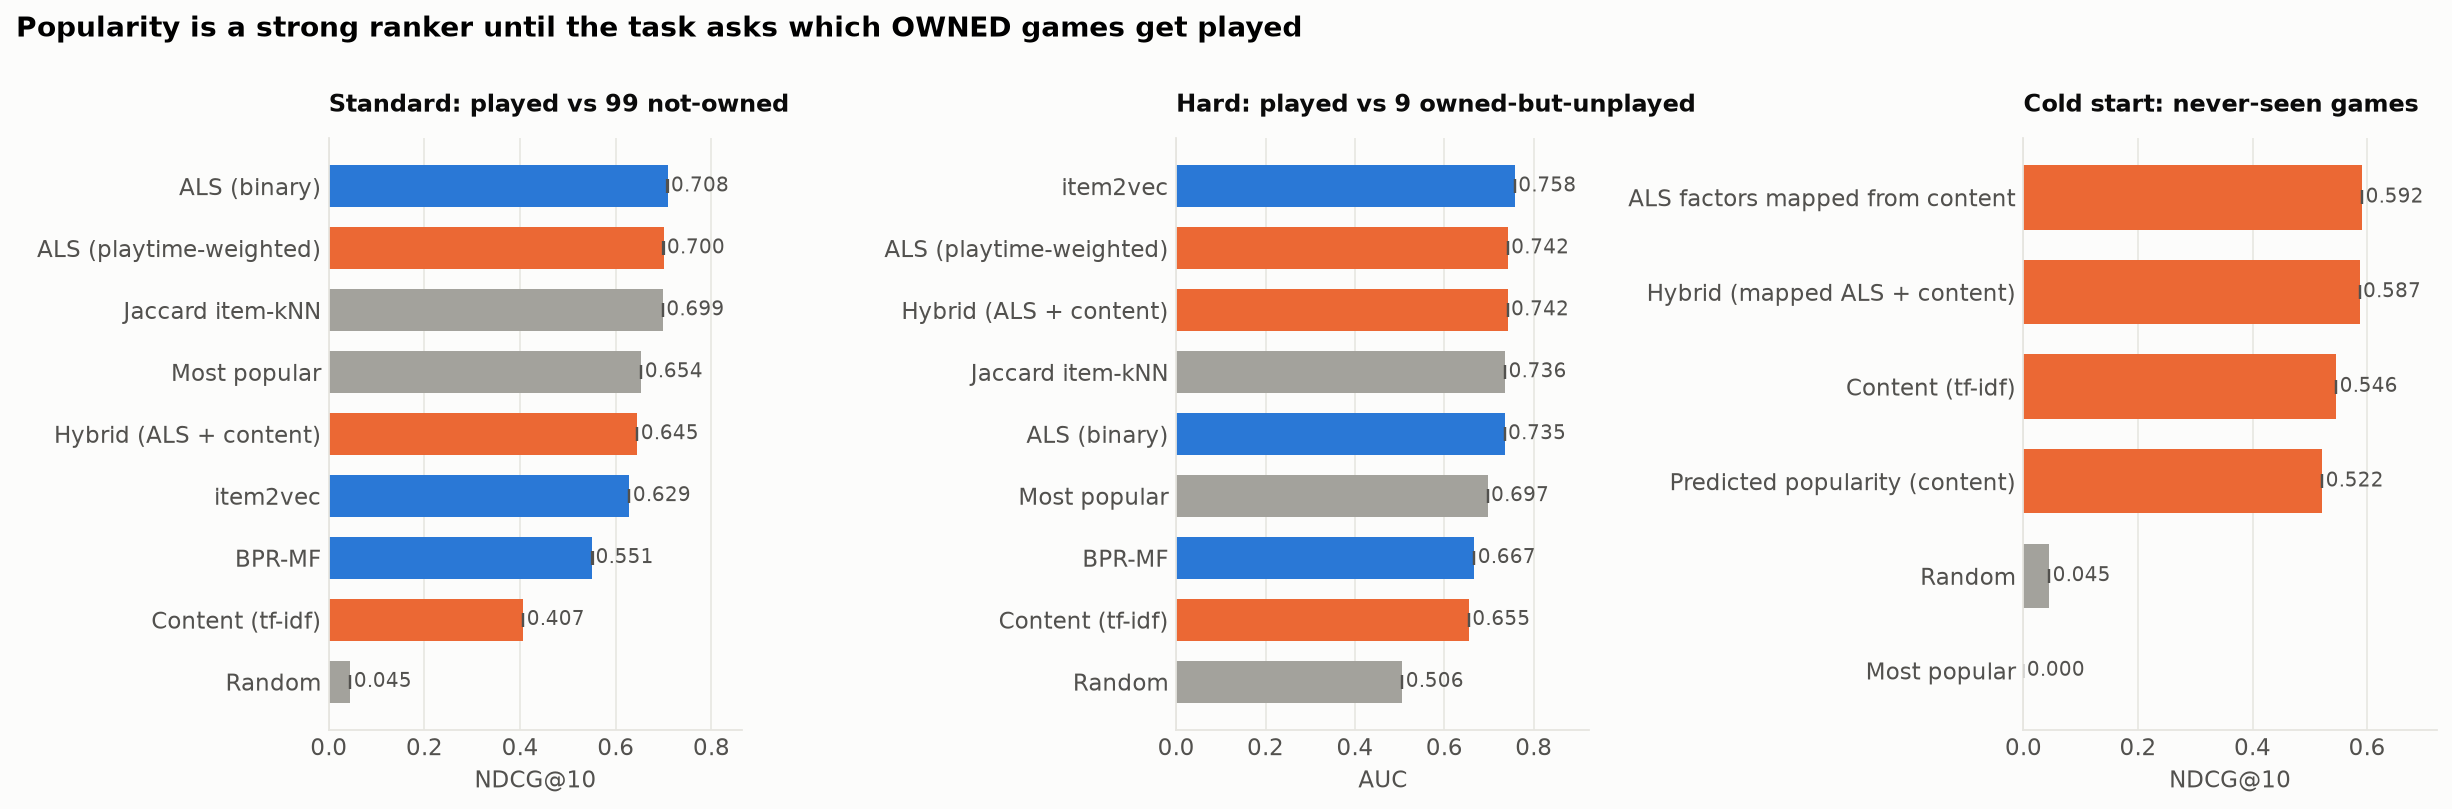 Popularity is a strong ranker until the task asks which OWNED games get played
Standard: played vs 99 not-owned
ALS (binary) 0.708
ALS (playtime-weighted) 0.700
Jaccard item-kNN 0.699
Most popular 0.654
Hybrid (ALS + content) 0.645
item2vec 0.629
BPR-MF 0.551
Content (tf-idf) 0.407
Random 0.045
0.0 0.2 0.4 0.6 0.8
NDCG@10
Hard: played vs 9 owned-but-unplayed
item2vec 0.758
ALS (playtime-weighted) 0.742
Hybrid (ALS + content) 0.742
Jaccard item-kNN 0.736
ALS (binary) 0.735
Most popular 0.697
BPR-MF 0.667
Content (tf-idf) 0.655
Random 0.506
0.0 0.2 0.4 0.6 0.8
AUC
Cold start: never-seen games
ALS factors mapped from content 0.592
Hybrid (mapped ALS + content) 0.587
Content (tf-idf) 0.546
Predicted popularity (content) 0.522
Random 0.045
Most popular 0.000
0.0 0.2 0.4 0.6
NDCG@10